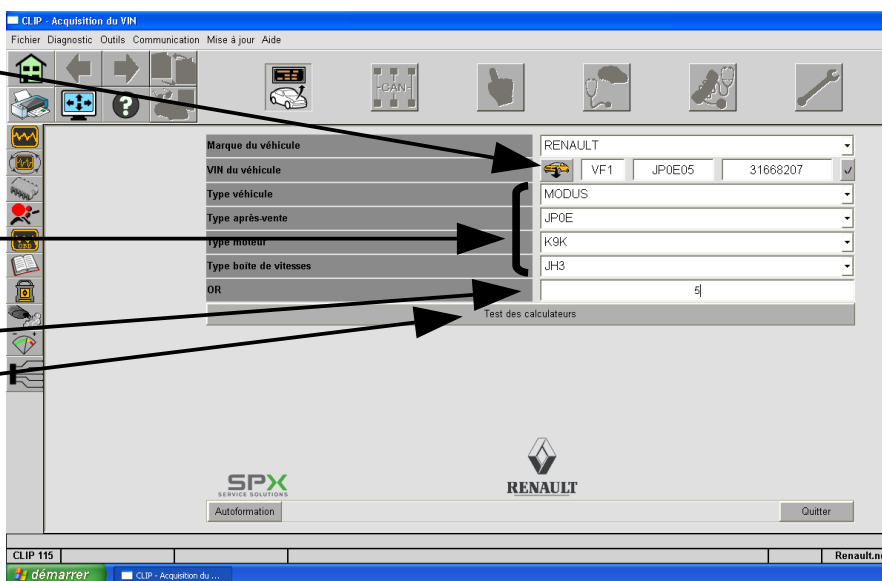 CLIP - Acquisition du VIN
Fichier Diagnostic Outils Communication Mise à jour Aide
-CAN-
Marque du véhicule RENAULT
VIN du véhicule VF1 JP0E05 31668207
Type véhicule MODUS
Type après-vente JP0E
Type moteur K9K
Type boîte de vitesses JH3
OR 5
Test des calculateurs
OBD
SPX
SERVICE SOLUTIONS
RENAULT
Autoformation Quitter
CLIP 115 Renault.n
démarrer CLIP - Acquisition du ...